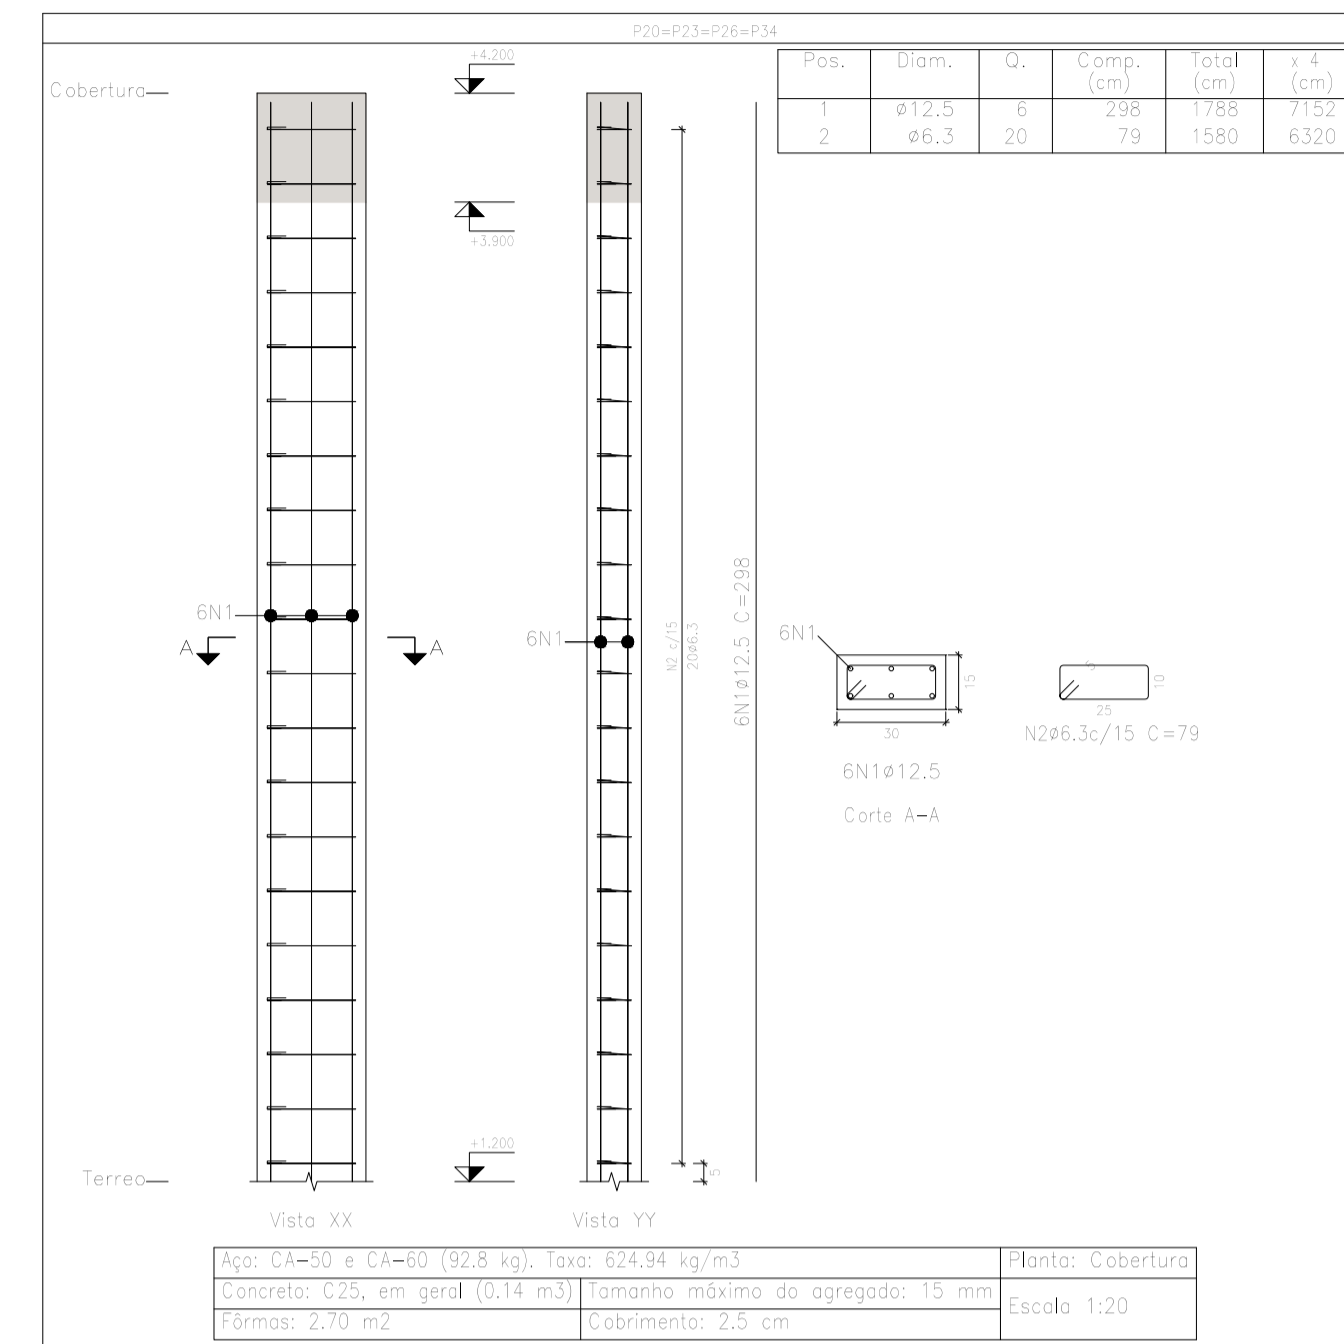 P20=P23=P26=P34
Pos. Diam. Q. Comp. (cm) Total (cm) x 4 (cm)
1 ø12.5 6 298 1788 7152
2 ø6.3 20 79 1580 6320
Cobertura
+4.200
+3.900
6N1
A A
6N1
N2 c/15
20ø6.3
6N1ø12.5 C=298
6N1
15
30
6N1ø12.5
Corte A-A
5
10
25
N2ø6.3c/15 C=79
+1.200
5
Terreo
Vista XX
Vista YY
Aço: CA-50 e CA-60 (92.8 kg). Taxa: 624.94 kg/m3
Planta: Cobertura
Concreto: C25, em geral (0.14 m3) Tamanho máximo do agregado: 15 mm
Escala 1:20
Fôrmas: 2.70 m2 Cobrimento: 2.5 cm